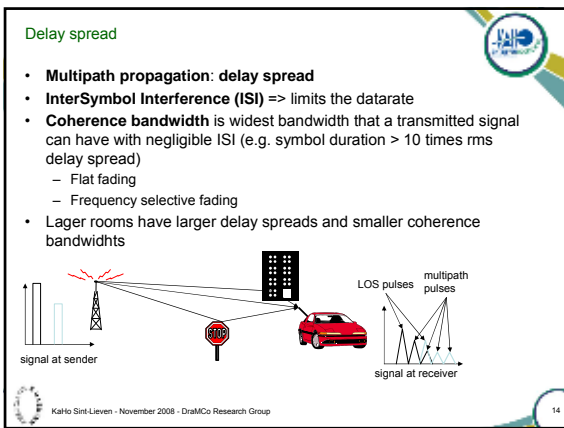 Delay spread
• Multipath propagation: delay spread
• InterSymbol Interference (ISI) => limits the datarate
• Coherence bandwidth is widest bandwidth that a transmitted signal
can have with negligible ISI (e.g. symbol duration > 10 times rms
delay spread)
– Flat fading
– Frequency selective fading
• Lager rooms have larger delay spreads and smaller coherence
bandwidhts
LOS pulses
multipath
pulses
STOP
signal at sender
signal at receiver
KaHo Sint-Lieven - November 2008 - DraMCo Research Group
14